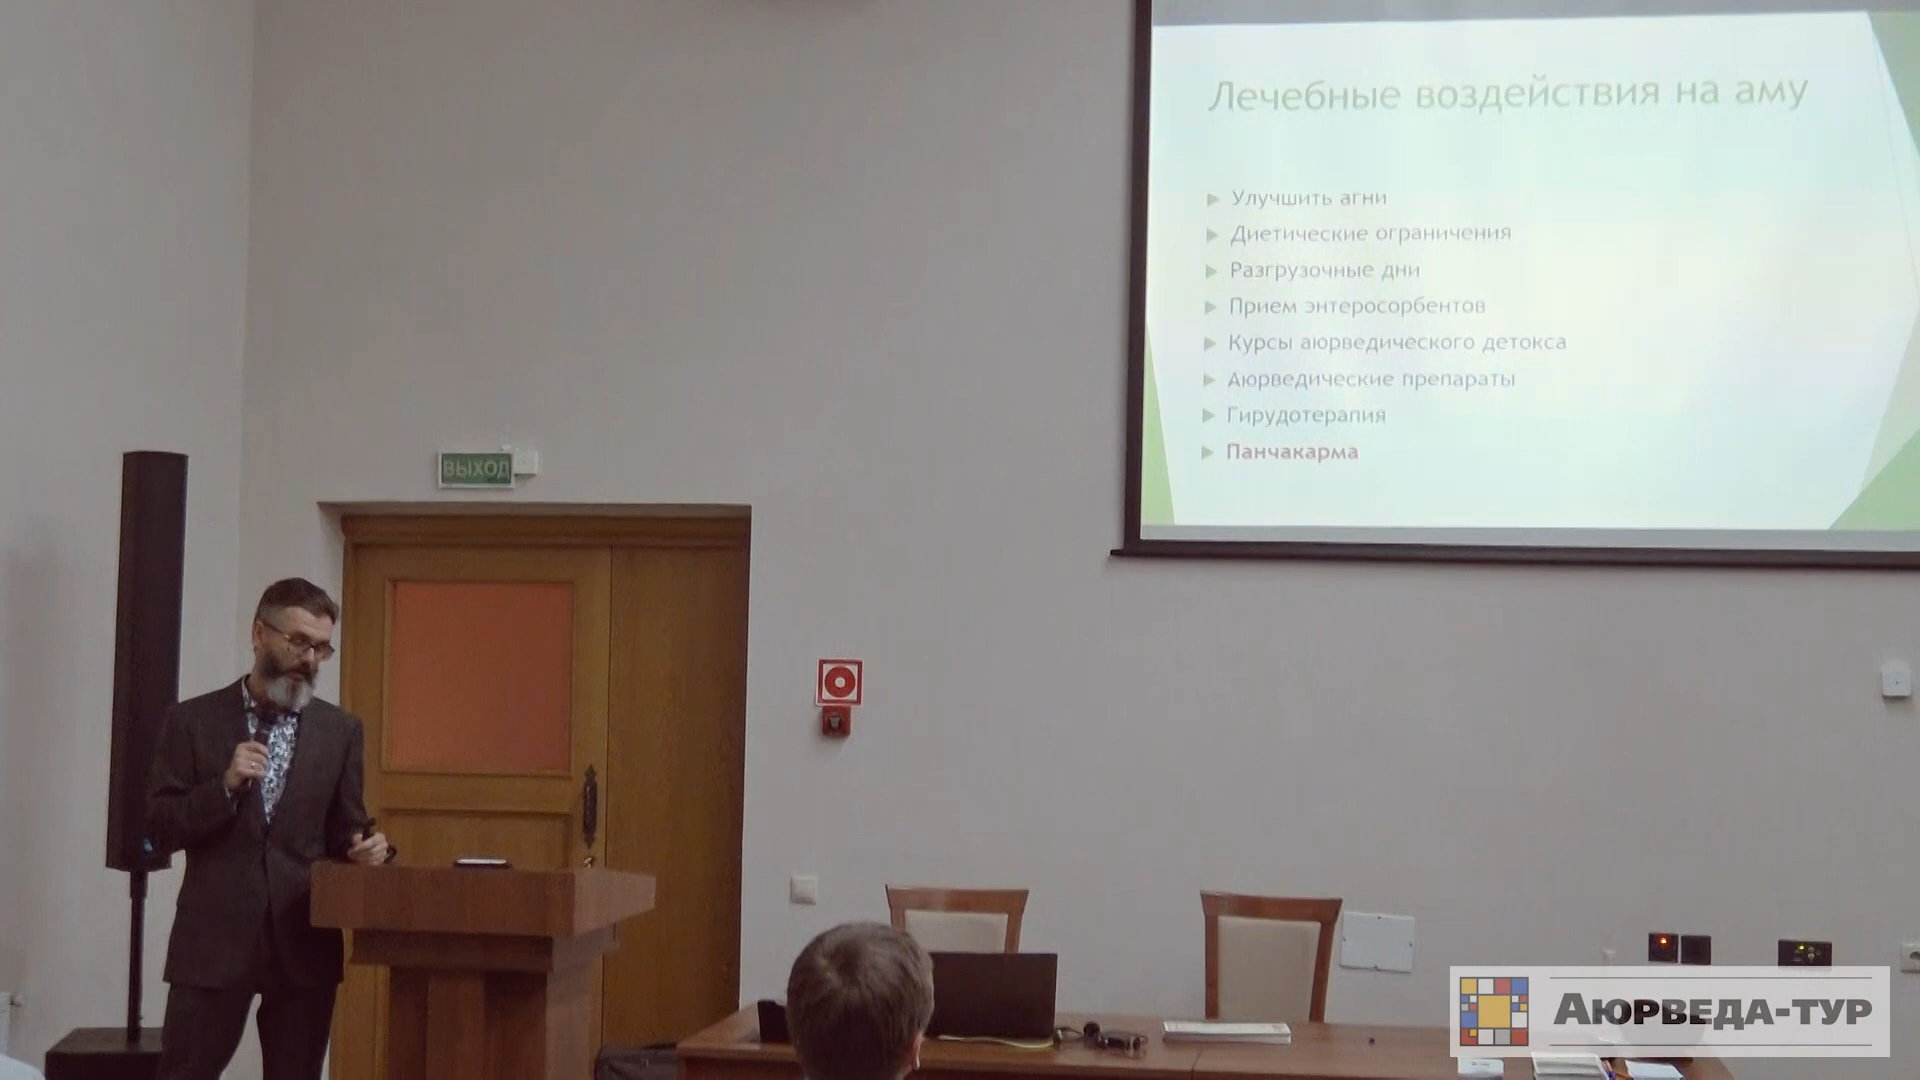 Лечебные воздействия на аму
Улучшить агни
Диетические ограничения
Разгрузочные дни
Прием энтеросорбентов
Курсы аюрведического детокса
Аюрведические препараты
Гирудотерапия
Панчакарма
ВЫХОД
АЮРВЕДА-ТУР